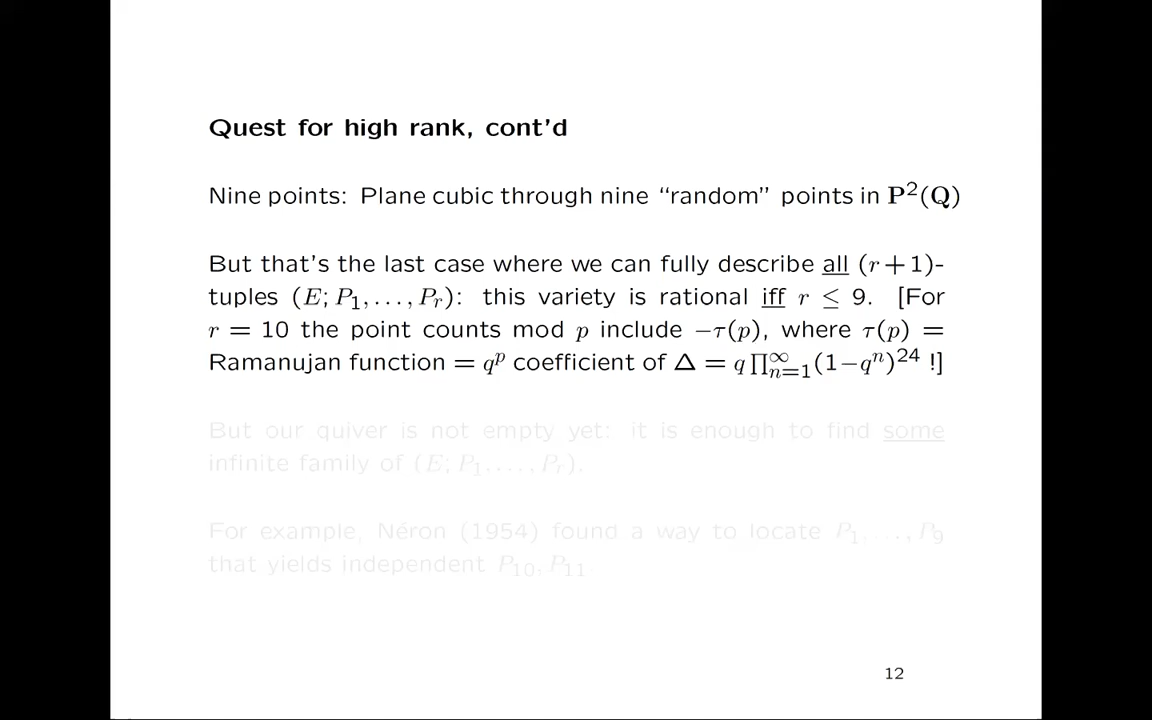 Quest for high rank, cont'd
Nine points: Plane cubic through nine “random” points in P²(Q)
But that's the last case where we can fully describe all (r+1)-
tuples (E; P₁, …, Pᵣ): this variety is rational iff r ≤ 9. [For
r = 10 the point counts mod p include −τ(p), where τ(p) =
Ramanujan function = qᵖ coefficient of Δ = q ∏ₙ₌₁^∞(1−qⁿ)²⁴ !]
But our quiver is not empty yet: it is enough to find some
infinite family of (E; P₁, …, Pᵣ).
For example, Néron (1954) found a way to locate P₁, …, P₉
that yields independent P₁₀, P₁₁
12